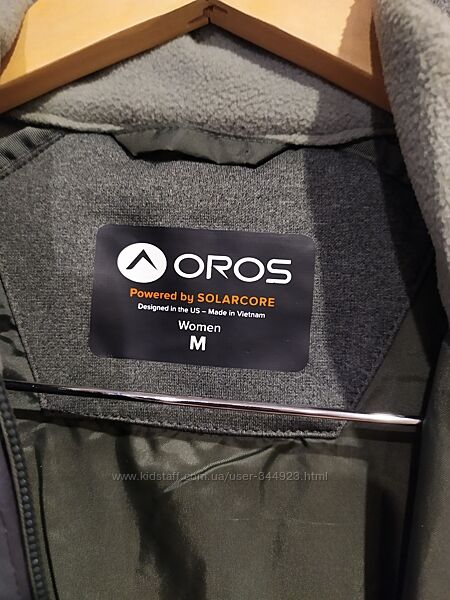 OROS
Powered by SOLARCORE
Designed in the US – Made in Vietnam
Women
M
www.kidstaff.com.ua/user-344923.html